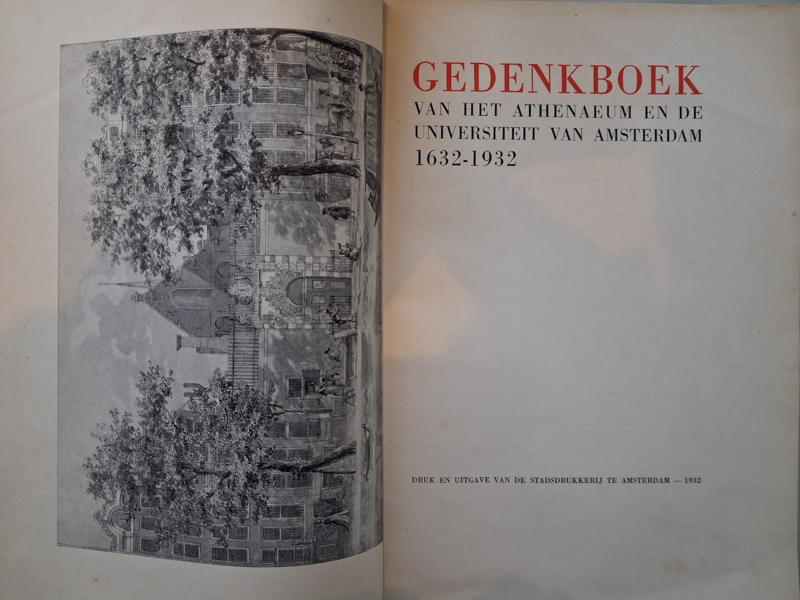 GEDENKBOEK
VAN HET ATHENAEUM EN DE
UNIVERSITEIT VAN AMSTERDAM
1632-1932
DRUK EN UITGAVE VAN DE STADSDRUKKERIJ TE AMSTERDAM — 1932